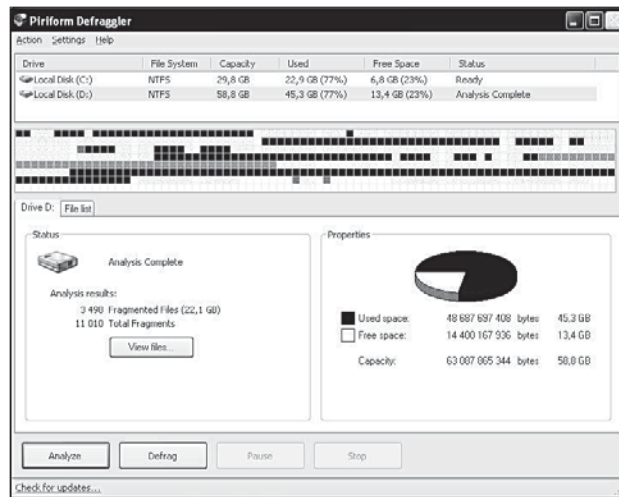 Piriform Defraggler
Action Settings Help
Drive File System Capacity Used Free Space Status
Local Disk (C:) NTFS 29,8 GB 22,9 GB (77%) 6,8 GB (23%) Ready
Local Disk (D:) NTFS 58,8 GB 45,3 GB (77%) 13,4 GB (23%) Analysis Complete
Drive D: File list
Status Properties
Analysis Complete
Analysis results:
3 498 Fragmented Files (22,1 GB)
11 010 Total Fragments
View files...
Used space: 48 687 697 408 bytes 45,3 GB
Free space: 14 400 167 936 bytes 13,4 GB
Capacity: 63 087 865 344 bytes 58,8 GB
Analyze Defrag Pause Stop
Check for updates...